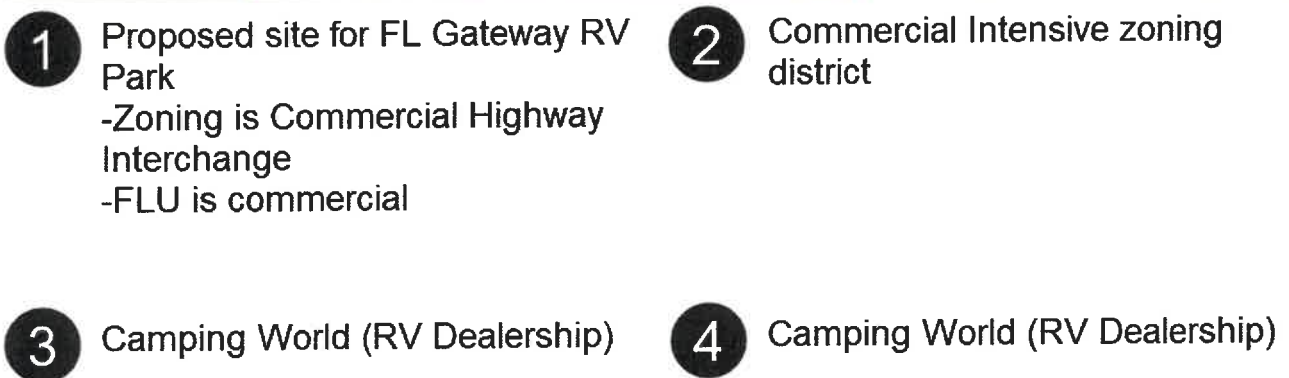 1 Proposed site for FL Gateway RV
Park
-Zoning is Commercial Highway
Interchange
-FLU is commercial
2 Commercial Intensive zoning
district
3 Camping World (RV Dealership)
4 Camping World (RV Dealership)